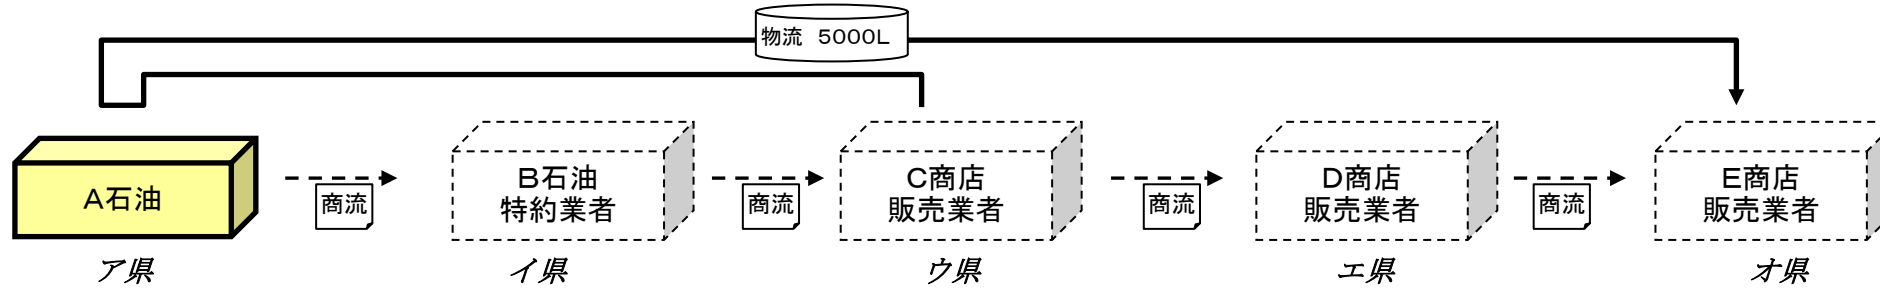 物流　5000L
A石油
商流
B石油
特約業者
商流
C商店
販売業者
商流
D商店
販売業者
商流
E商店
販売業者
ア県
イ県
ウ県
エ県
オ県